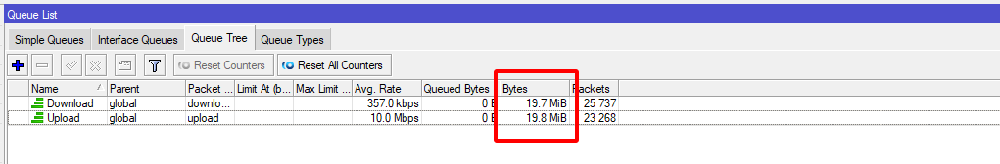 Queue List
Simple Queues Interface Queues Queue Tree Queue Types
Reset Counters Reset All Counters
Name Parent Packet ... Limit At (b... Max Limit ... Avg. Rate Queued Bytes Bytes Packets
Download global downlo... 357.0 kbps 0 B 19.7 MiB 25 737
Upload global upload 10.0 Mbps 0 B 19.8 MiB 23 268